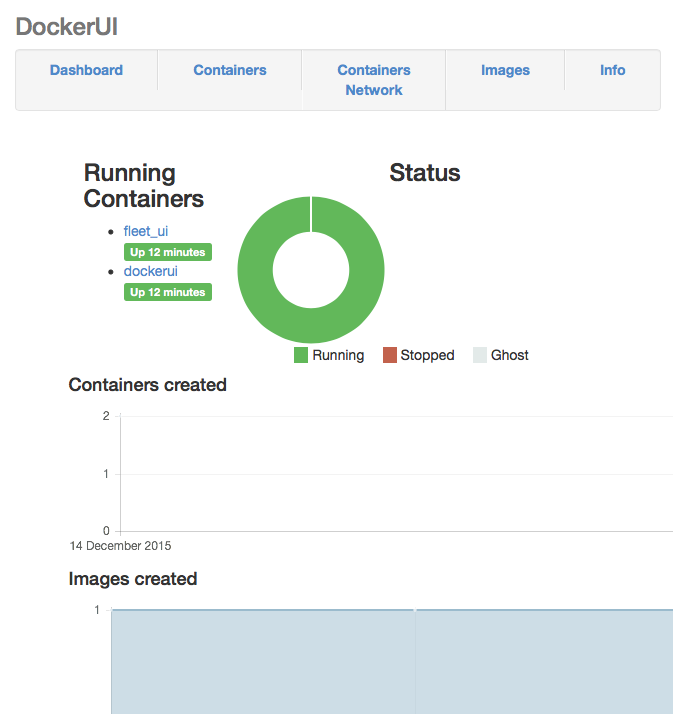 DockerUI
Dashboard
Containers
Containers
Network
Images
Info
Running
Containers
Status
fleet_ui
Up 12 minutes
dockerui
Up 12 minutes
Running
Stopped
Ghost
Containers created
2
1
0
14 December 2015
Images created
1